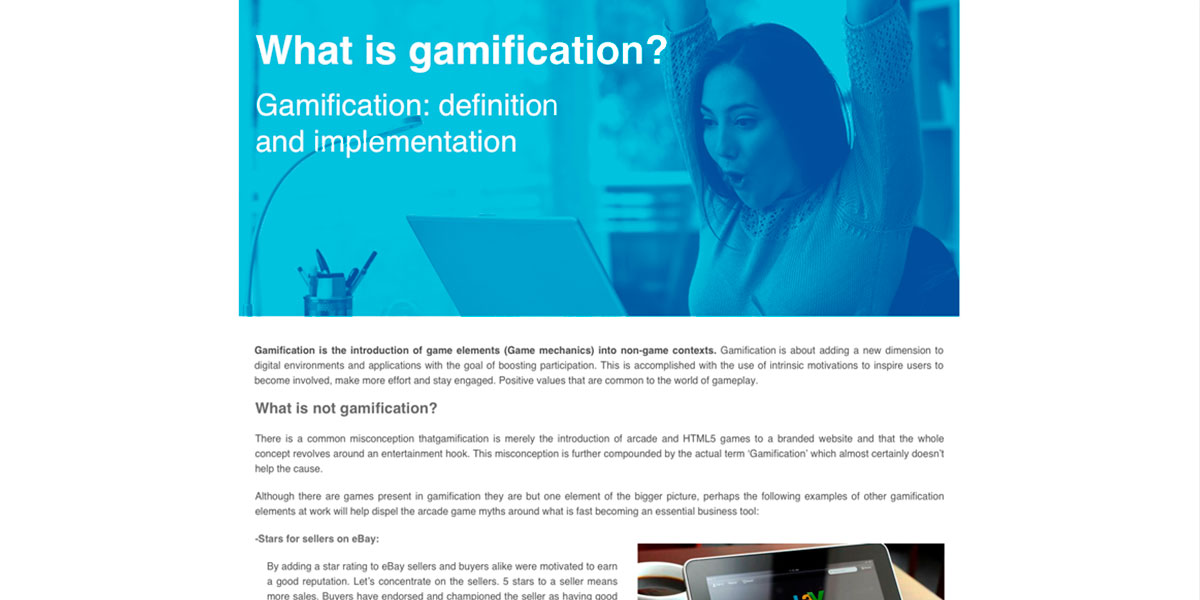 What is gamification?
Gamification: definition
and implementation
Gamification is the introduction of game elements (Game mechanics) into non-game contexts. Gamification is about adding a new dimension to
digital environments and applications with the goal of boosting participation. This is accomplished with the use of intrinsic motivations to inspire users to
become involved, make more effort and stay engaged. Positive values that are common to the world of gameplay.
What is not gamification?
There is a common misconception thatgamification is merely the introduction of arcade and HTML5 games to a branded website and that the whole
concept revolves around an entertainment hook. This misconception is further compounded by the actual term ‘Gamification’ which almost certainly doesn’t
help the cause.
Although there are games present in gamification they are but one element of the bigger picture, perhaps the following examples of other gamification
elements at work will help dispel the arcade game myths around what is fast becoming an essential business tool:
-Stars for sellers on eBay:
By adding a star rating to eBay sellers and buyers alike were motivated to earn
a good reputation. Let’s concentrate on the sellers. 5 stars to a seller means
more sales. Buyers have endorsed and championed the seller as having good